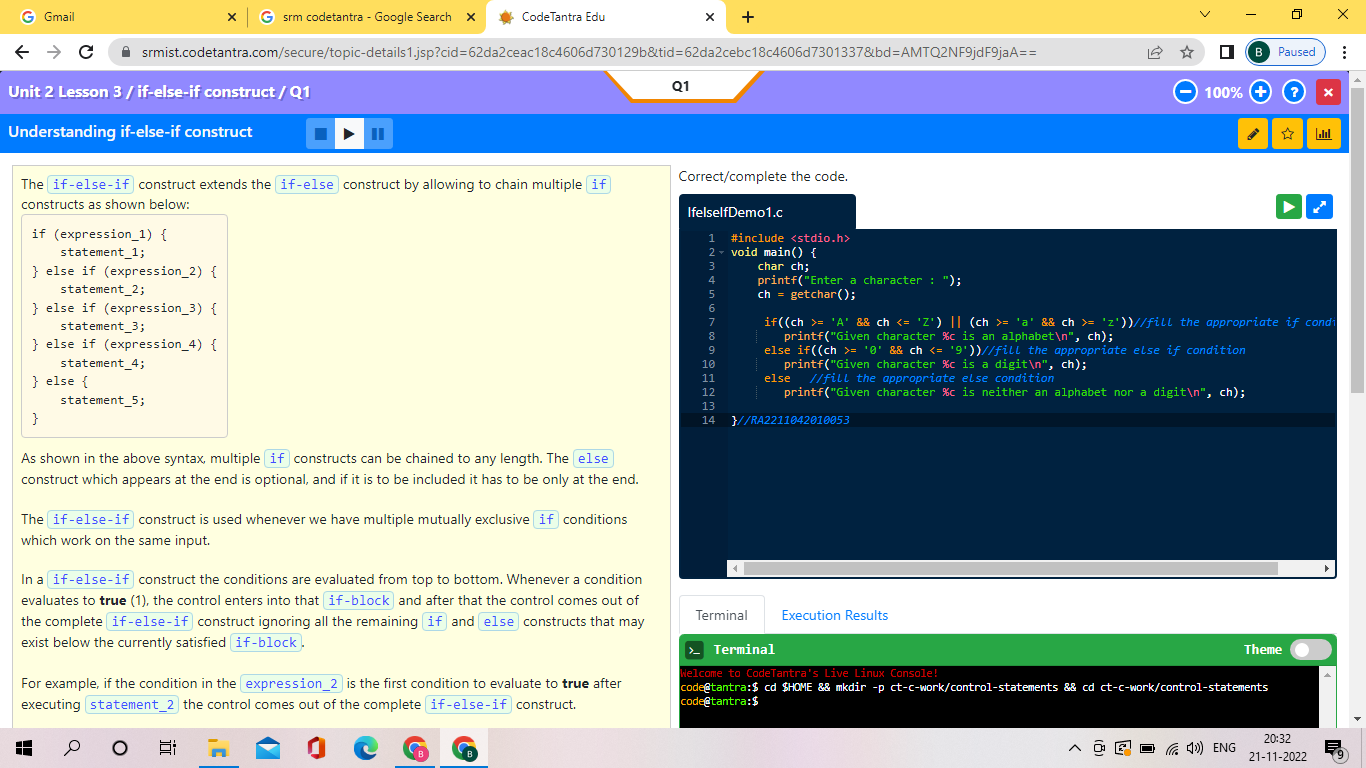 Gmail
srm codetantra - Google Search
CodeTantra Edu
srmist.codetantra.com/secure/topic-details1.jsp?cid=62da2ceac18c4606d730129b&tid=62da2cebc18c4606d7301337&bd=AMTQ2NF9jdF9jaA==
B Paused
Unit 2 Lesson 3 / if-else-if construct / Q1
Q1
100%
Understanding if-else-if construct
The if-else-if construct extends the if-else construct by allowing to chain multiple if
constructs as shown below:
if (expression_1) {
    statement_1;
} else if (expression_2) {
    statement_2;
} else if (expression_3) {
    statement_3;
} else if (expression_4) {
    statement_4;
} else {
    statement_5;
}
As shown in the above syntax, multiple if constructs can be chained to any length. The else
construct which appears at the end is optional, and if it is to be included it has to be only at the end.
The if-else-if construct is used whenever we have multiple mutually exclusive if conditions
which work on the same input.
In a if-else-if construct the conditions are evaluated from top to bottom. Whenever a condition
evaluates to true (1), the control enters into that if-block and after that the control comes out of
the complete if-else-if construct ignoring all the remaining if and else constructs that may
exist below the currently satisfied if-block.
For example, if the condition in the expression_2 is the first condition to evaluate to true after
executing statement_2 the control comes out of the complete if-else-if construct.
Correct/complete the code.
IfelseIfDemo1.c
1 #include <stdio.h>
2 void main() {
3     char ch;
4     printf("Enter a character : ");
5     ch = getchar();
6
7      if((ch >= 'A' && ch <= 'Z') || (ch >= 'a' && ch >= 'z'))//fill the appropriate if condi
8         printf("Given character %c is an alphabet\n", ch);
9      else if((ch >= '0' && ch <= '9'))//fill the appropriate else if condition
10         printf("Given character %c is a digit\n", ch);
11      else   //fill the appropriate else condition
12         printf("Given character %c is neither an alphabet nor a digit\n", ch);
13
14 }//RA2211042010053
Terminal
Execution Results
>_ Terminal
Theme
Welcome to CodeTantra's Live Linux Console!
code@tantra:$ cd $HOME && mkdir -p ct-c-work/control-statements && cd ct-c-work/control-statements
code@tantra:$
ENG
20:32
21-11-2022
9